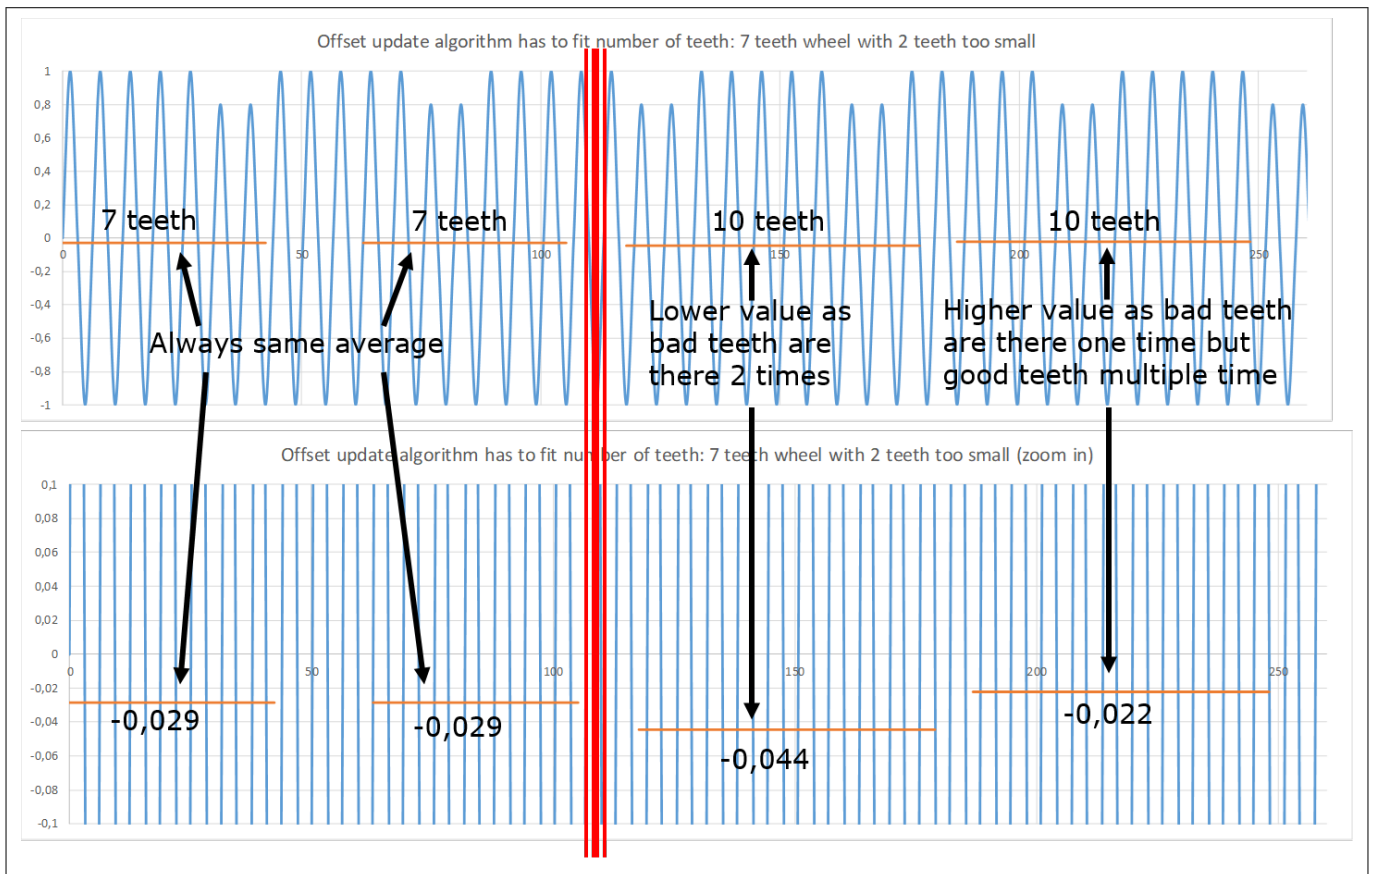 Offset update algorithm has to fit number of teeth: 7 teeth wheel with 2 teeth too small
1
0,8
0,6
0,4
0,2
0
-0,2
-0,4
-0,6
-0,8
-1
0
50
100
150
200
250
7 teeth
7 teeth
10 teeth
10 teeth
Always same average
Lower value as
bad teeth are
there 2 times
Higher value as bad teeth
are there one time but
good teeth multiple time
Offset update algorithm has to fit number of teeth: 7 teeth wheel with 2 teeth too small (zoom in)
0,1
0,08
0,06
0,04
0,02
0
-0,02
-0,04
-0,06
-0,08
-0,1
0
50
100
150
200
250
-0,029
-0,029
-0,044
-0,022